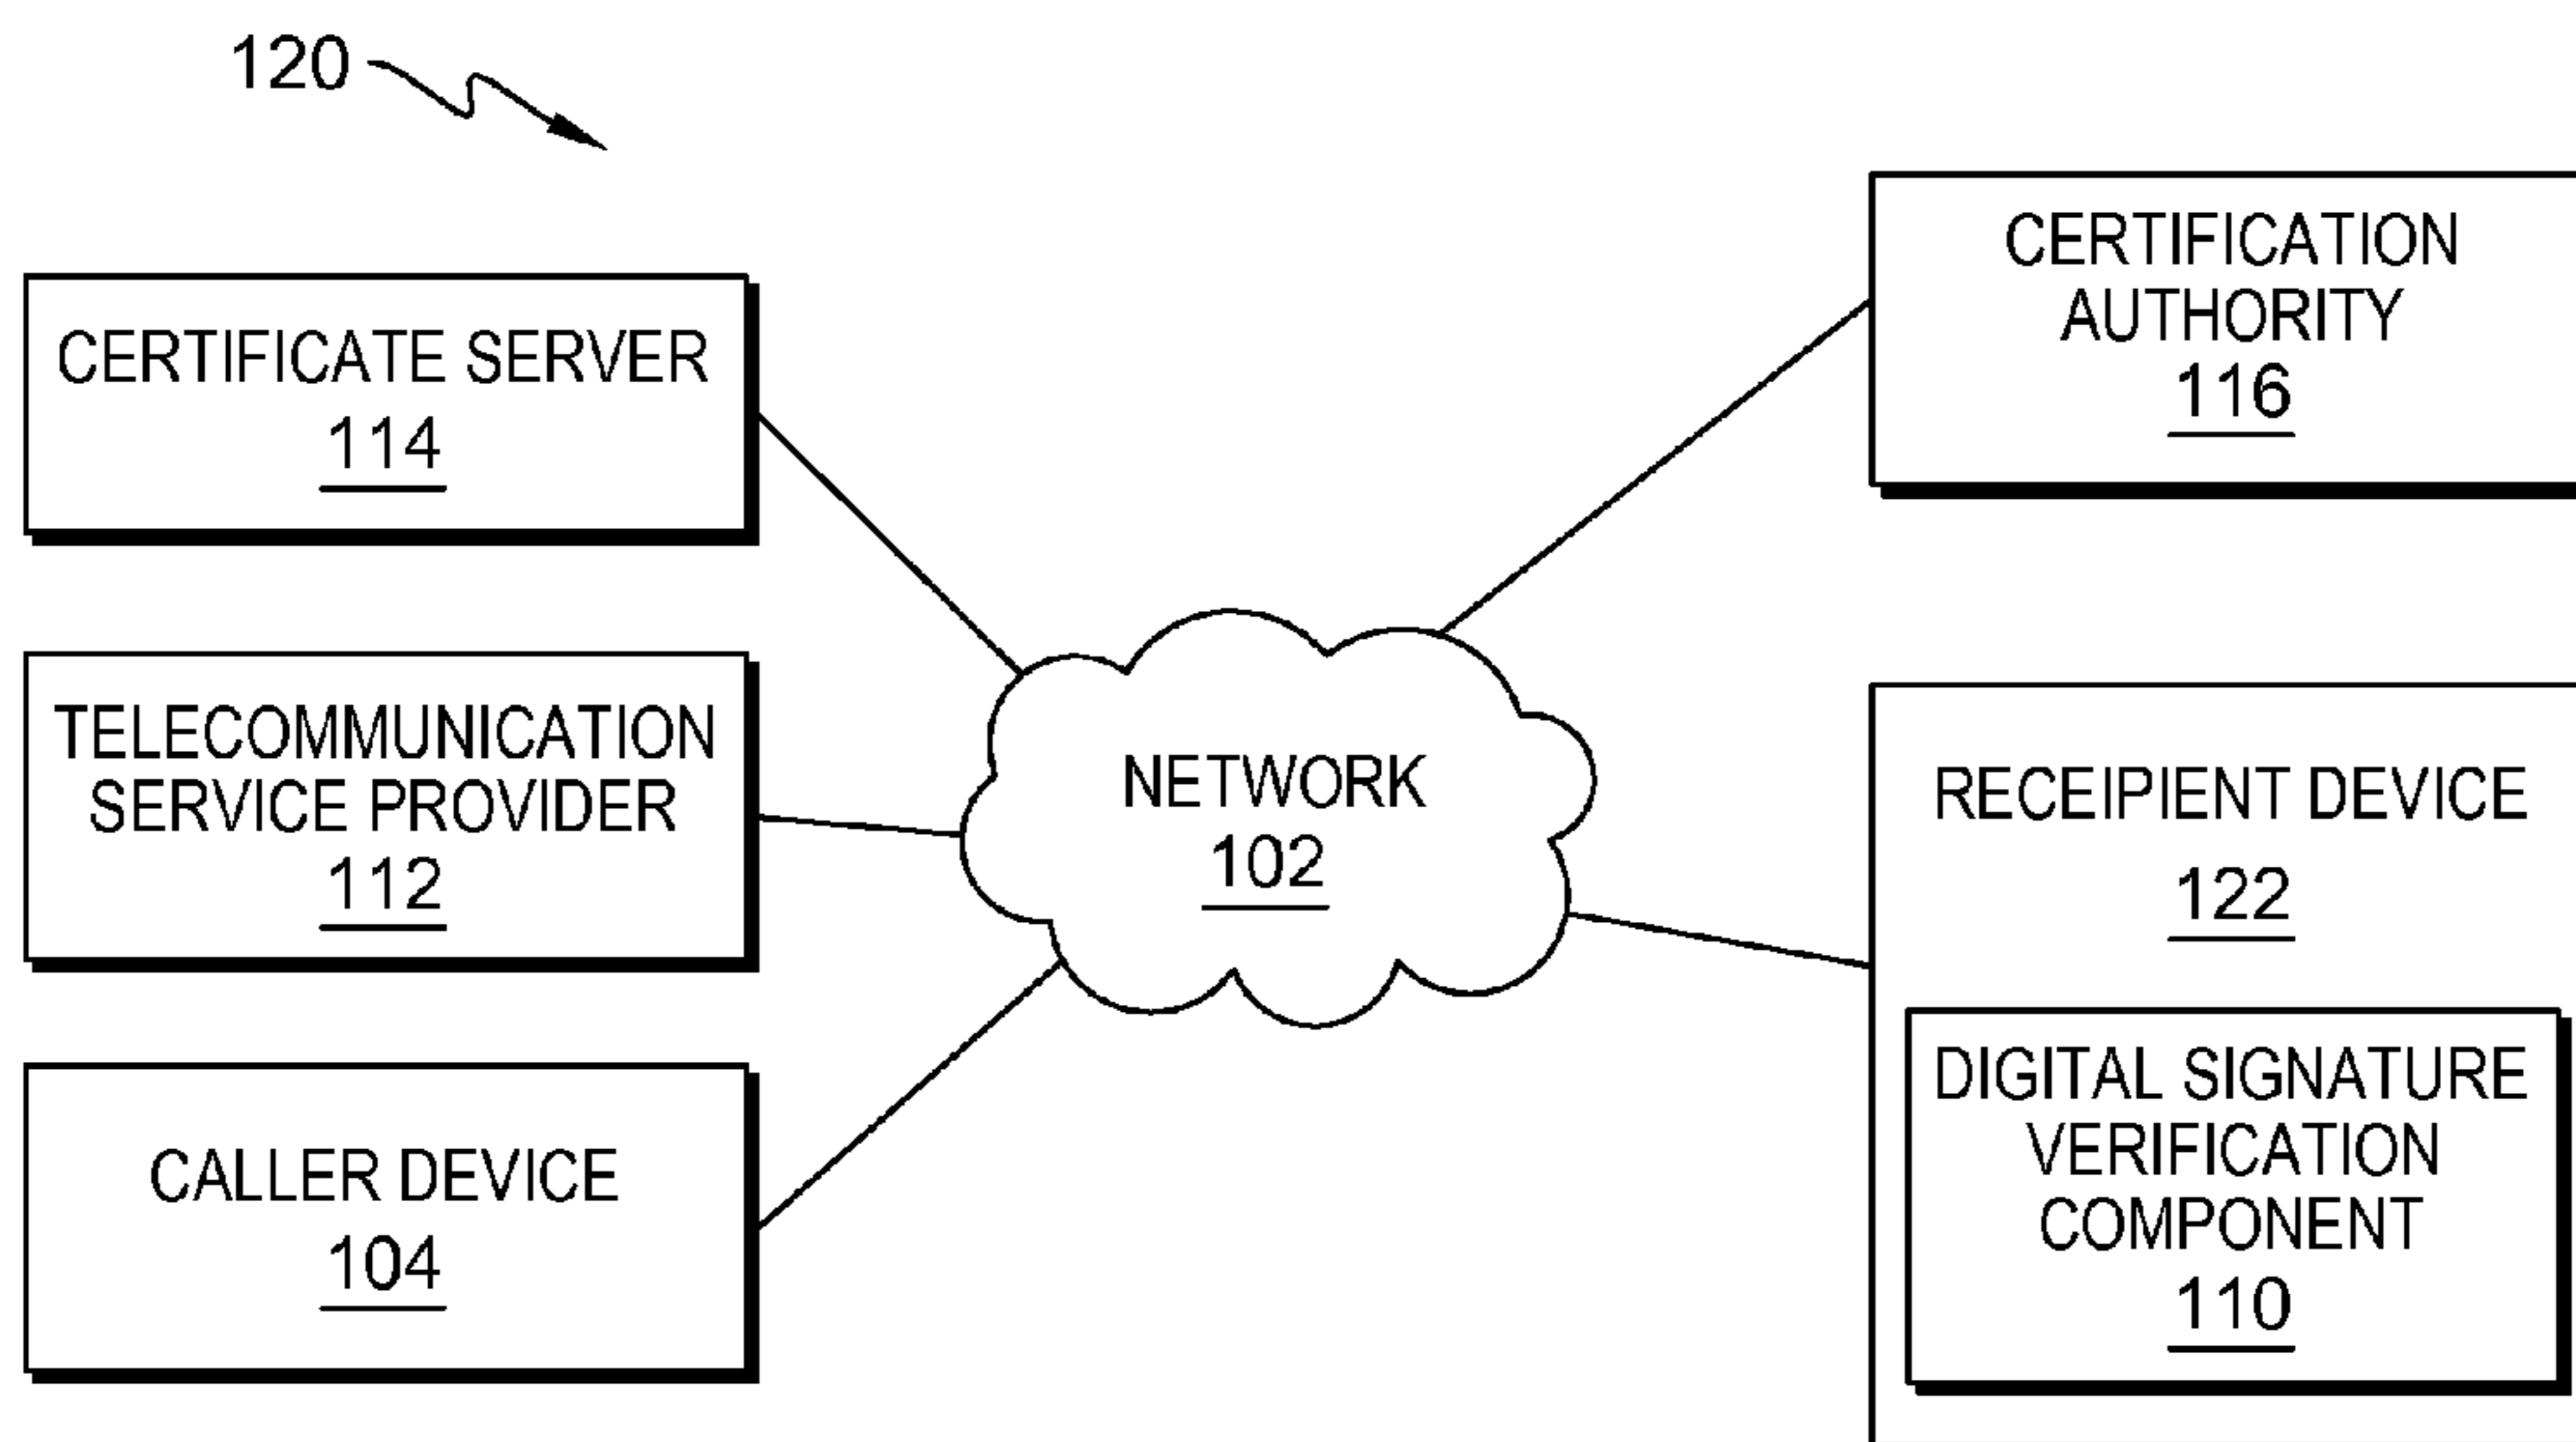 120
CERTIFICATE SERVER
114
TELECOMMUNICATION
SERVICE PROVIDER
112
CALLER DEVICE
104
NETWORK
102
CERTIFICATION
AUTHORITY
116
RECEIPIENT DEVICE
122
DIGITAL SIGNATURE
VERIFICATION
COMPONENT
110